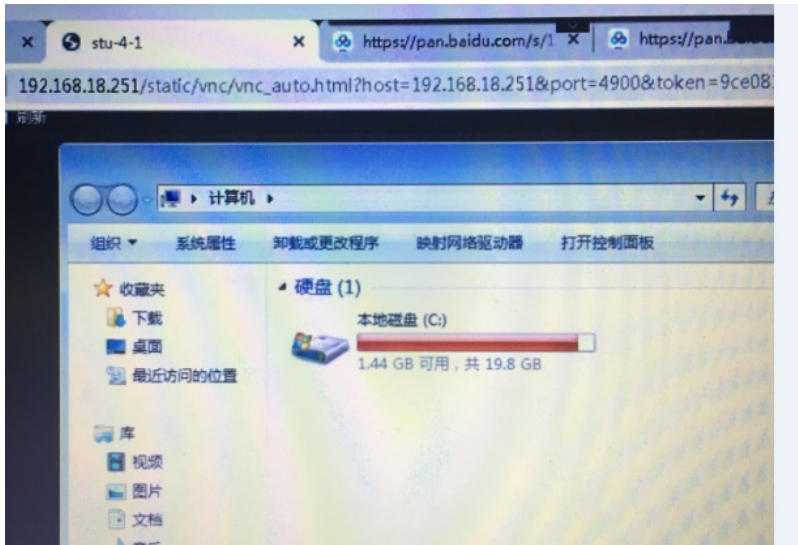 stu-4-1
https://pan.baidu.com/s/1
https://pan.
192.168.18.251/static/vnc/vnc_auto.html?host=192.168.18.251&port=4900&token=9ce08
刷新
计算机
组织
系统属性
卸载或更改程序
映射网络驱动器
打开控制面板
收藏夹
下载
桌面
最近访问的位置
硬盘 (1)
本地磁盘 (C:)
1.44 GB 可用，共 19.8 GB
库
视频
图片
文档